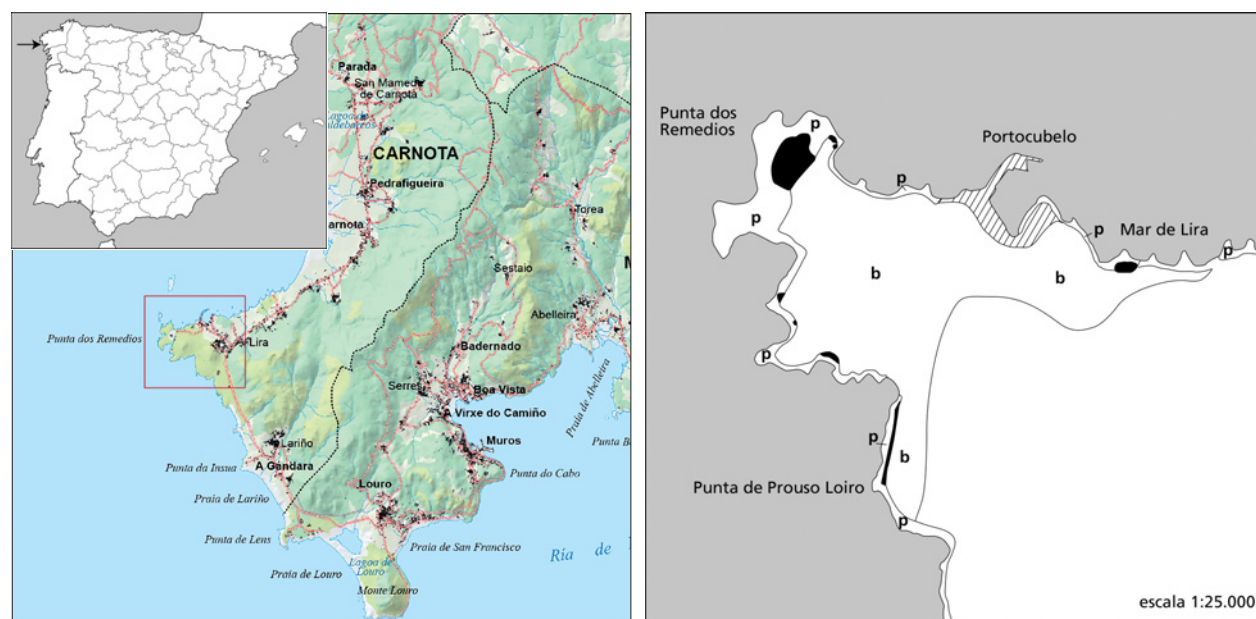 Parada
San Mamede
de Carnota
CARNOTA
Pedrafigueira
Torea
Sestaio
Abelleira
Punta dos Remedios
Lira
Badernado
Serres
Boa Vista
A Virxe do Camiño
Praia de Abelleira
Lariño
Muros
Punta da Insua
A Gandara
Punta do Cabo
Louro
Praia de Lariño
Punta de Lens
Praia de San Francisco
Ría de
Praia de Louro
Lagoa de
Louro
Monte Louro
Punta dos
Remedios
p
Portocubelo
p
p
p
Mar de Lira
p
b
b
p
p
b
Punta de Prouso Loiro
p
escala 1:25.000